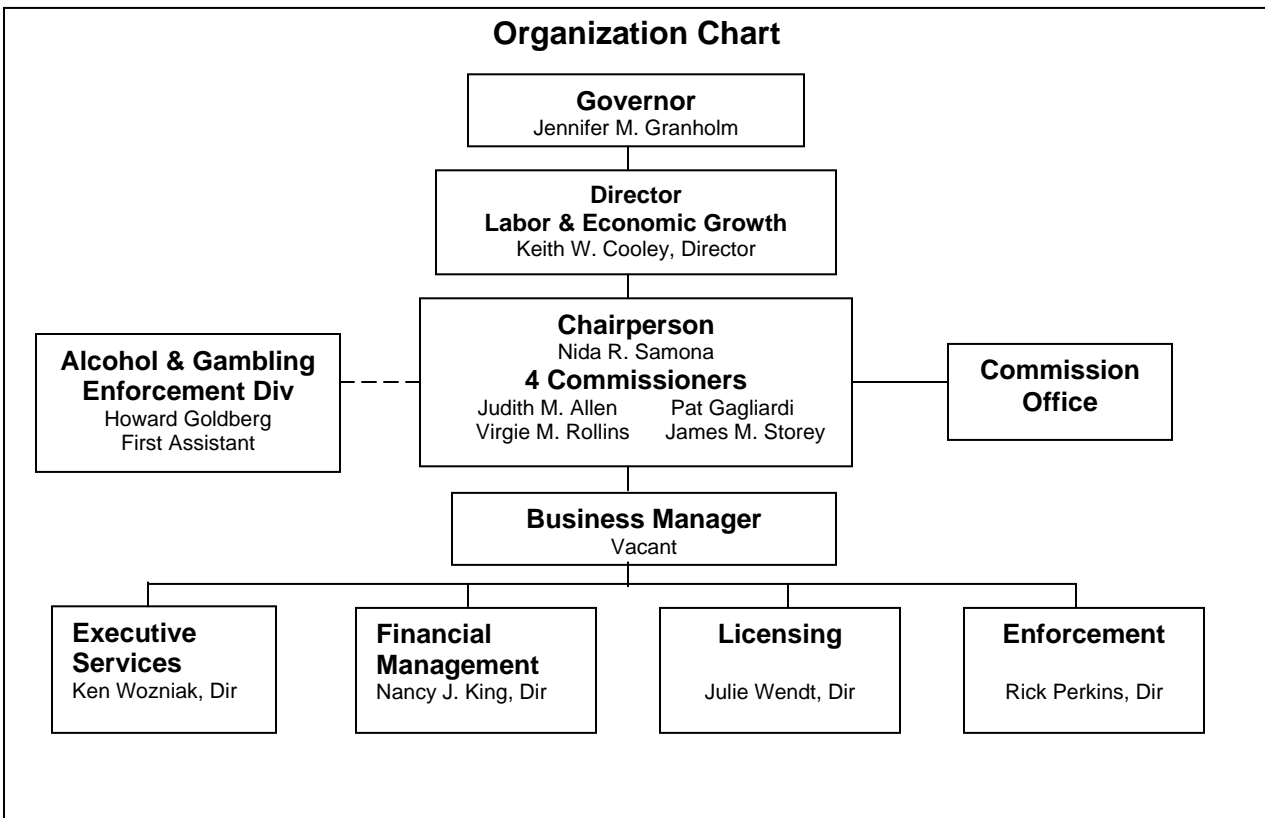 Organization Chart
Governor
Jennifer M. Granholm
Director
Labor & Economic Growth
Keith W. Cooley, Director
Alcohol & Gambling
Enforcement Div
Howard Goldberg
First Assistant
Chairperson
Nida R. Samona
4 Commissioners
Judith M. Allen Pat Gagliardi
Virgie M. Rollins James M. Storey
Commission
Office
Business Manager
Vacant
Executive
Services
Ken Wozniak, Dir
Financial
Management
Nancy J. King, Dir
Licensing
Julie Wendt, Dir
Enforcement
Rick Perkins, Dir